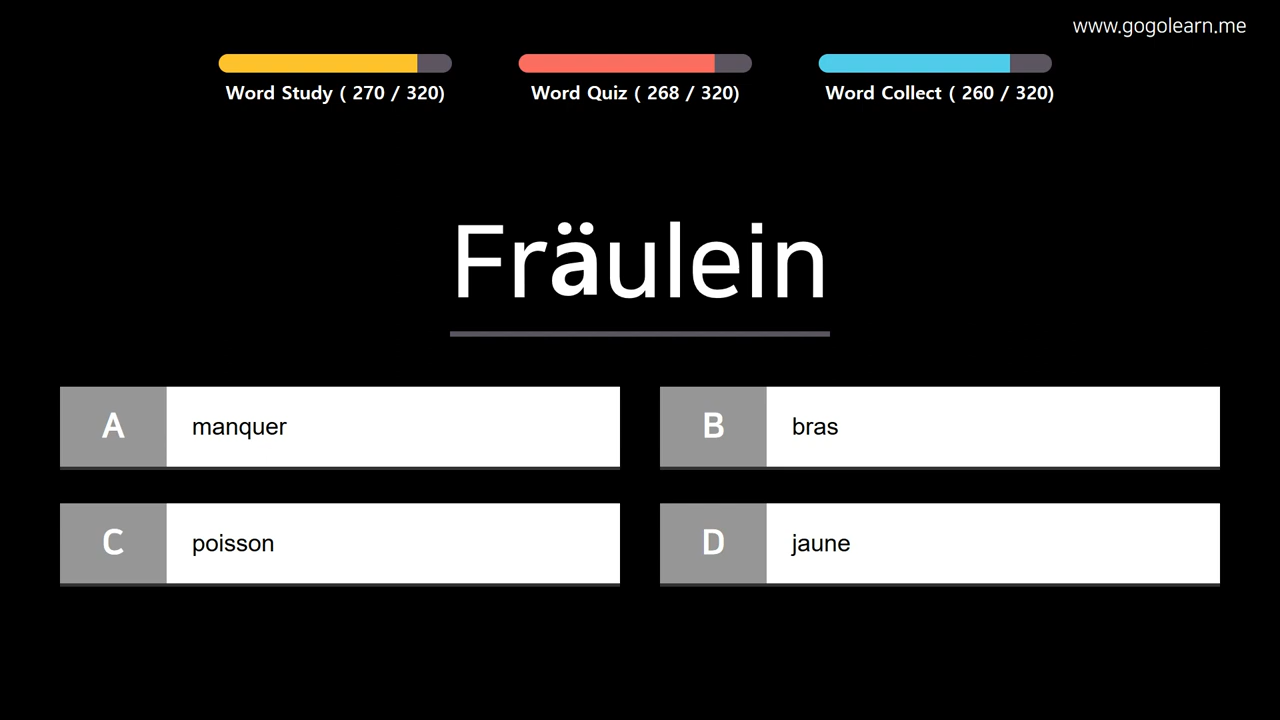 www.gogolearn.me
Word Study ( 270 / 320)
Word Quiz ( 268 / 320)
Word Collect ( 260 / 320)
Fräulein
A manquer
B bras
C poisson
D jaune